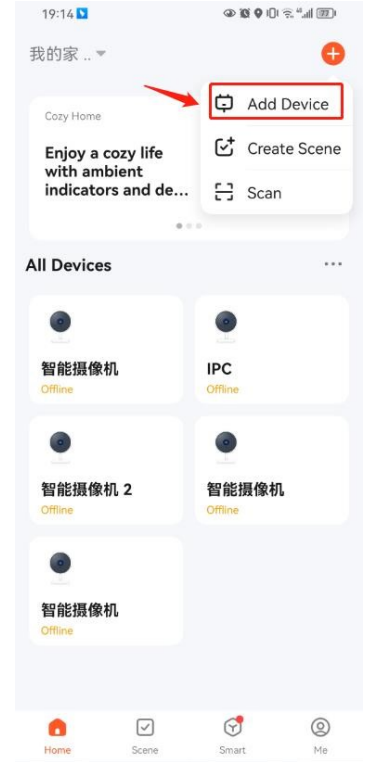 19:14
77
我的家 ..
Add Device
Create Scene
Scan
Cozy Home
Enjoy a cozy life
with ambient
indicators and de...
All Devices
智能摄像机
Offline
IPC
Offline
智能摄像机 2
Offline
智能摄像机
Offline
智能摄像机
Offline
Home
Scene
Smart
Me